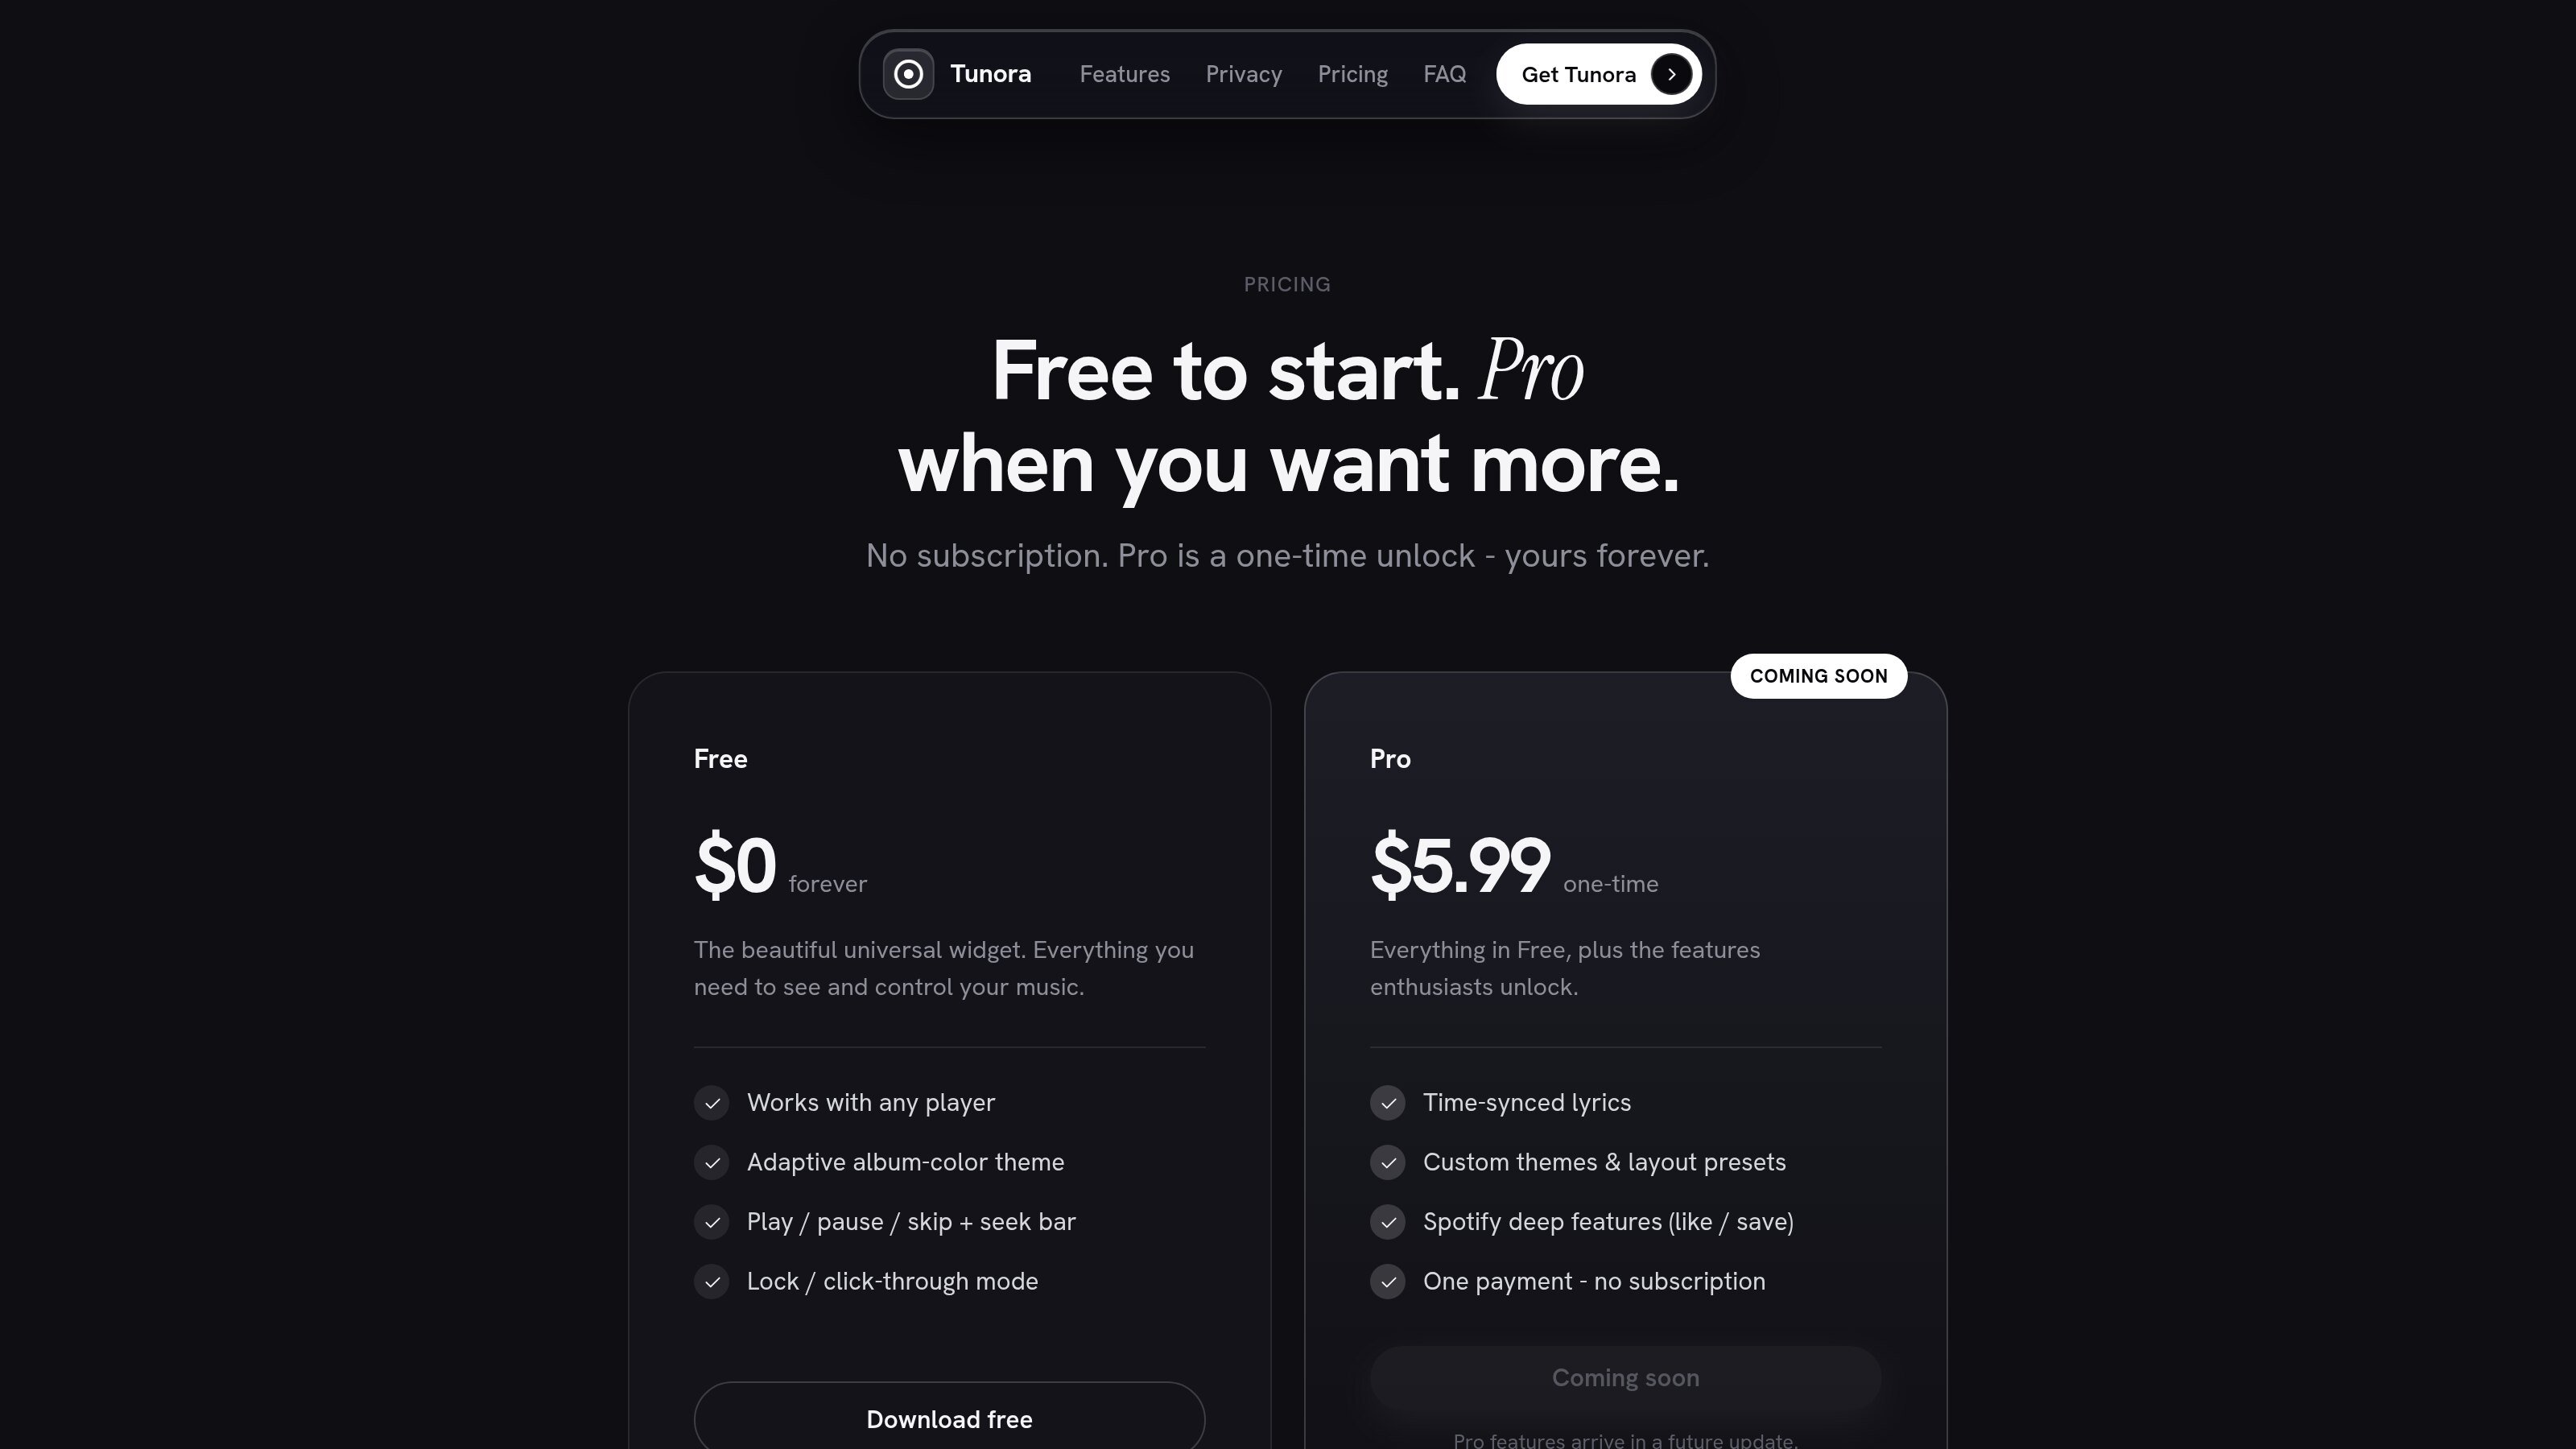 Tunora
Features
Privacy
Pricing
FAQ
Get Tunora
PRICING
Free to start. Pro
when you want more.
No subscription. Pro is a one-time unlock - yours forever.
Free
$0 forever
The beautiful universal widget. Everything you
need to see and control your music.
Works with any player
Adaptive album-color theme
Play / pause / skip + seek bar
Lock / click-through mode
Download free
COMING SOON
Pro
$5.99 one-time
Everything in Free, plus the features
enthusiasts unlock.
Time-synced lyrics
Custom themes & layout presets
Spotify deep features (like / save)
One payment - no subscription
Coming soon
Pro features arrive in a future update.